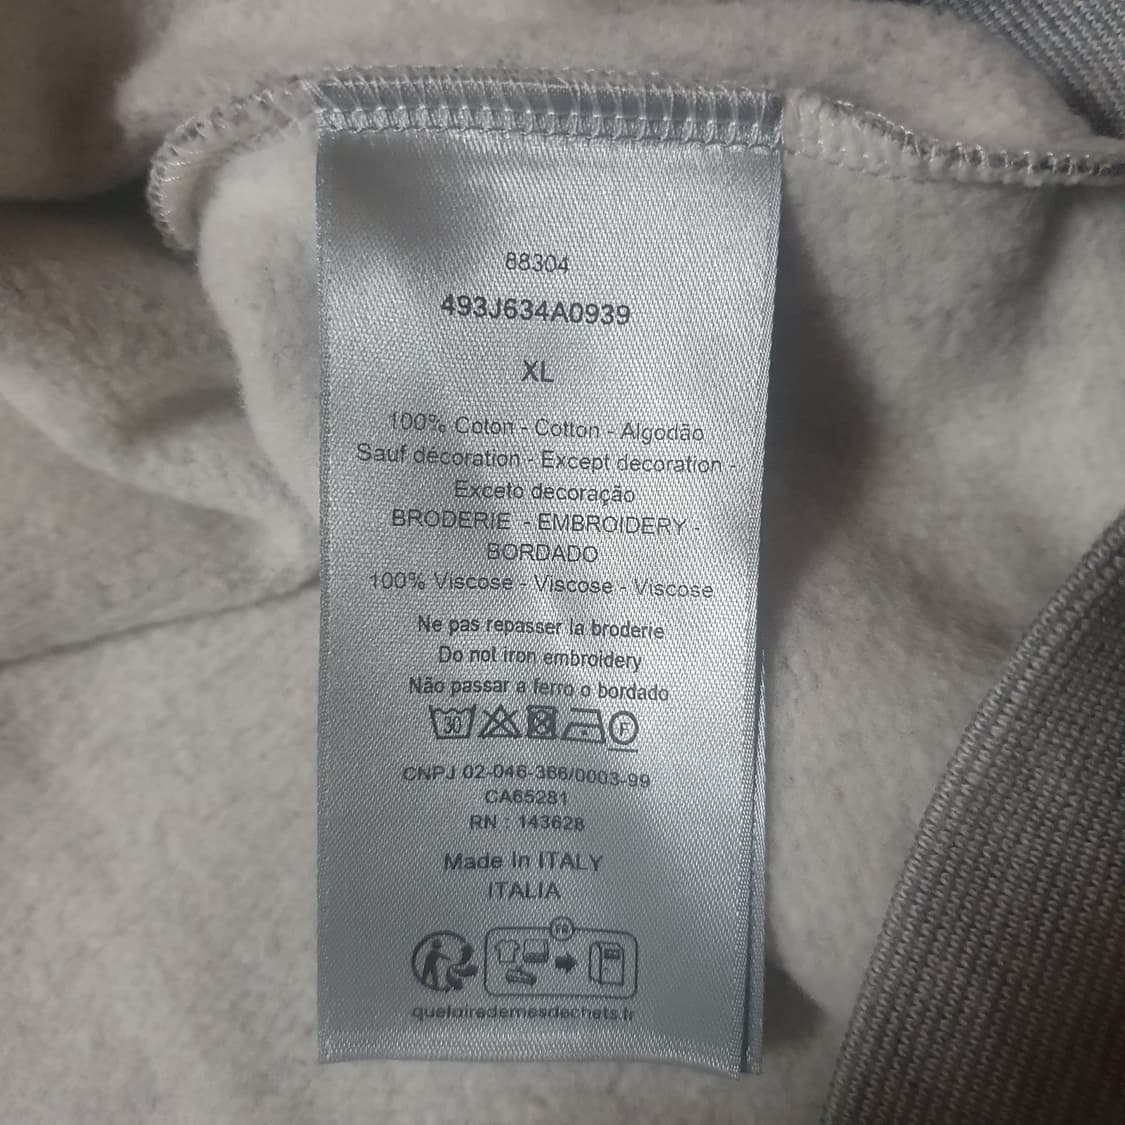 88304
493J634A0939
XL
100% Coton - Cotton - Algodão
Sauf décoration - Except decoration -
Exceto decoração
BRODERIE - EMBROIDERY -
BORDADO
100% Viscose - Viscose - Viscose
Ne pas repasser la broderie
Do not iron embroidery
Não passar a ferro o bordado
30 F
CNPJ 02-046-366/0003-99
CA65281
RN : 143628
Made In ITALY
ITALIA
FR
quefairedemesdechets.fr